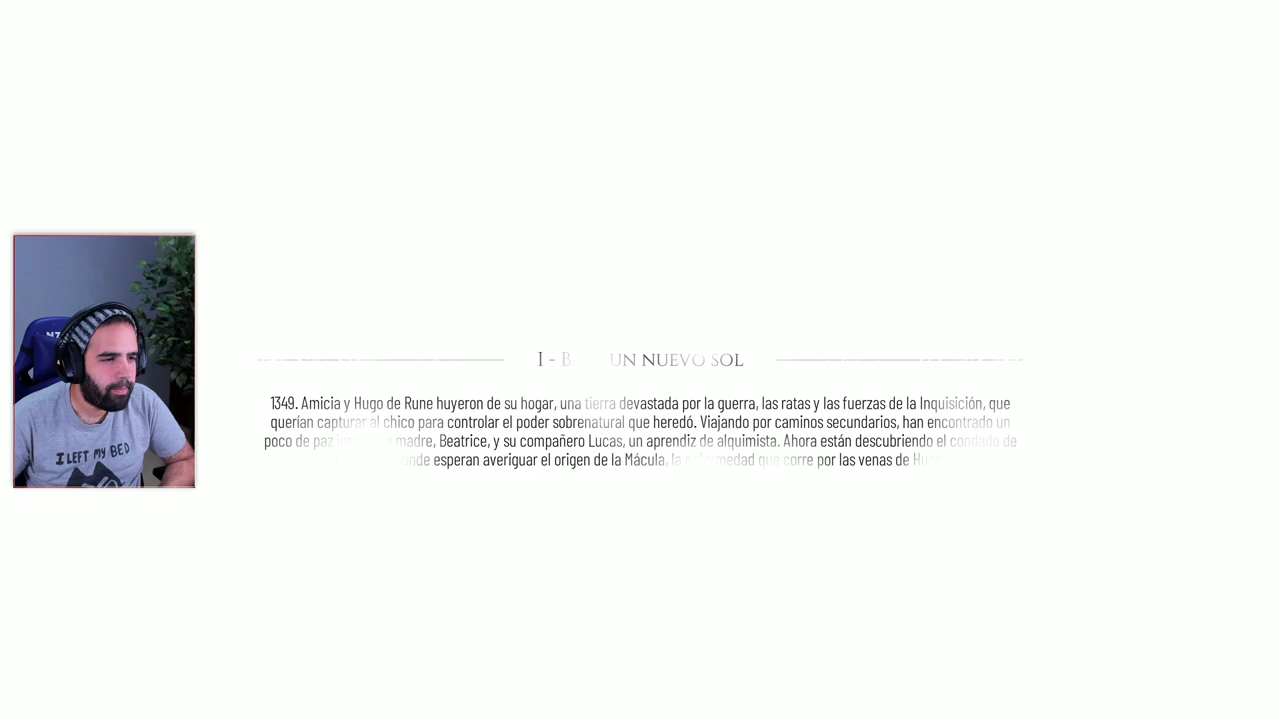 I - B UN NUEVO SOL
1349. Amicia y Hugo de Rune huyeron de su hogar, una tierra devastada por la guerra, las ratas y las fuerzas de la Inquisición, que
querían capturar al chico para controlar el poder sobrenatural que heredó. Viajando por caminos secundarios, han encontrado un
poco de paz madre, Beatrice, y su compañero Lucas, un aprendiz de alquimista. Ahora están descubriendo el condado de
esperan averiguar el origen de la Mácula, la enfermedad que corre por las venas de
I LEFT MY BED